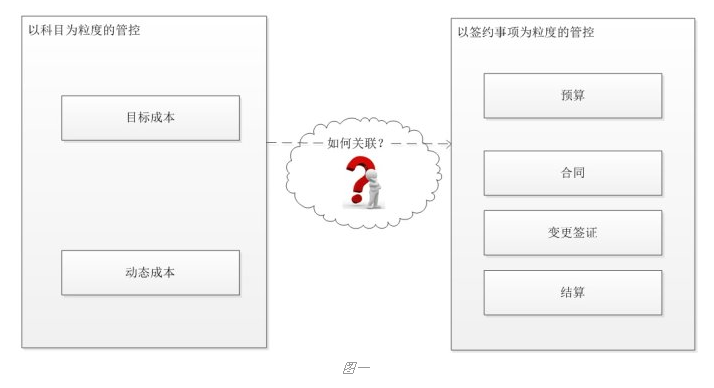 以科目为粒度的管控
目标成本
动态成本
如何关联？
以签约事项为粒度的管控
预算
合同
变更签证
结算
图一